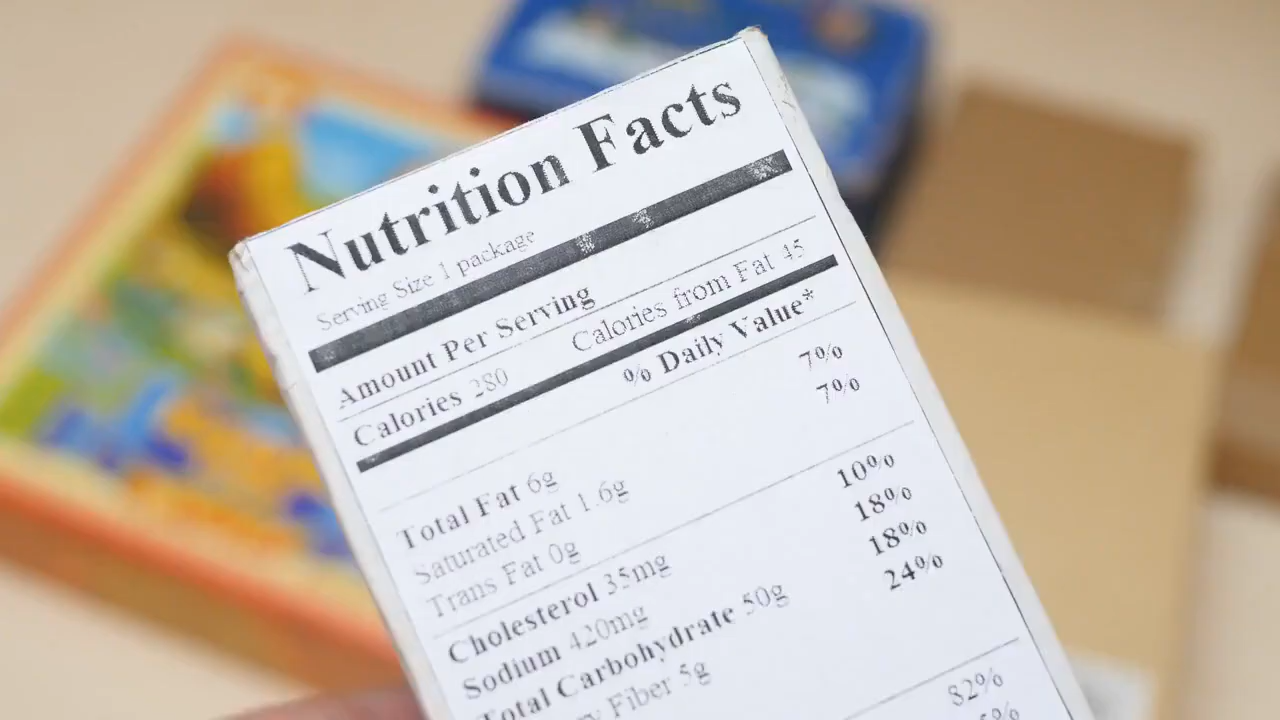 Nutrition Facts
Serving Size 1 package
Amount Per Serving
Calories 280 Calories from Fat 45
% Daily Value*
Total Fat 6g 7%
Saturated Fat 1.6g 7%
Trans Fat 0g
Cholesterol 35mg 10%
Sodium 420mg 18%
Total Carbohydrate 50g 18%
Fiber 5g 24%
82%